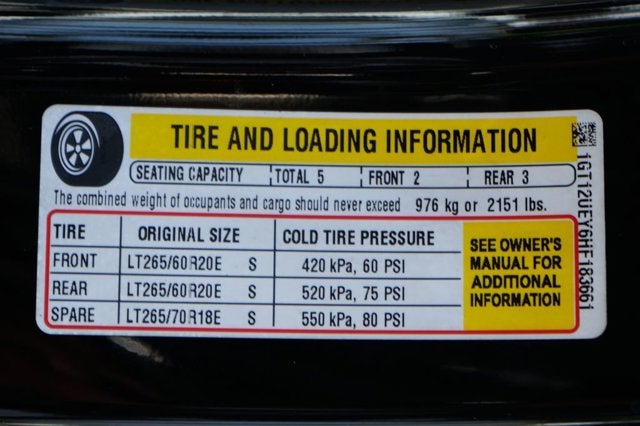 TIRE AND LOADING INFORMATION
SEATING CAPACITY TOTAL 5 FRONT 2 REAR 3
The combined weight of occupants and cargo should never exceed 976 kg or 2151 lbs.
TIRE ORIGINAL SIZE COLD TIRE PRESSURE
FRONT LT265/60R20E S 420 kPa, 60 PSI
REAR LT265/60R20E S 520 kPa, 75 PSI
SPARE LT265/70R18E S 550 kPa, 80 PSI
SEE OWNER'S
MANUAL FOR
ADDITIONAL
INFORMATION
1GT12UEY6HF183661